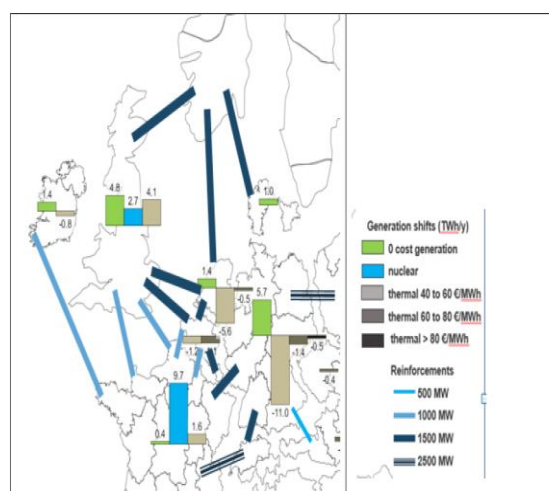 1.4
-0.8
4.8
2.7
4.1
1.0
1.4
-5.6
-0.5
5.7
-11.0
-1.4
-0.5
-0.4
9.7
0.4
1.6
Generation shifts (TWh/y)
0 cost generation
nuclear
thermal 40 to 60 €/MWh
thermal 60 to 80 €/MWh
thermal > 80 €/MWh
Reinforcements
500 MW
1000 MW
1500 MW
2500 MW